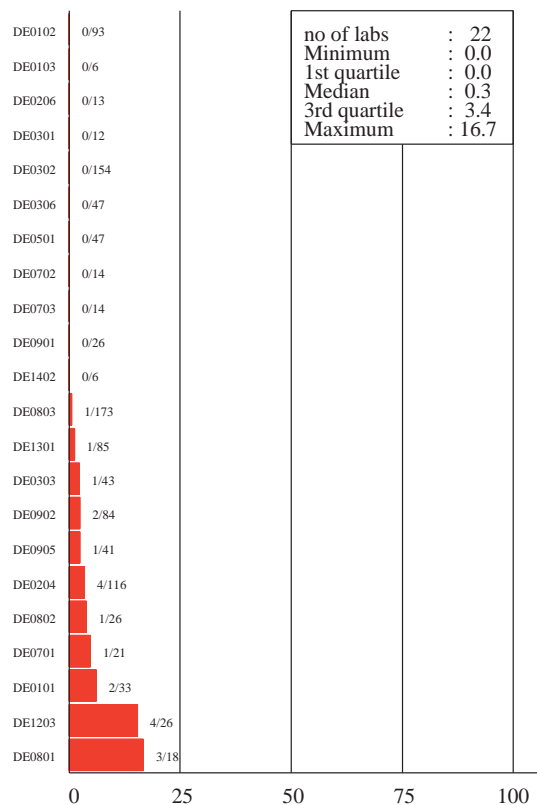 DE0102 0/93
DE0103 0/6
DE0206 0/13
DE0301 0/12
DE0302 0/154
DE0306 0/47
DE0501 0/47
DE0702 0/14
DE0703 0/14
DE0901 0/26
DE1402 0/6
DE0803 1/173
DE1301 1/85
DE0303 1/43
DE0902 2/84
DE0905 1/41
DE0204 4/116
DE0802 1/26
DE0701 1/21
DE0101 2/33
DE1203 4/26
DE0801 3/18
no of labs : 22
Minimum : 0.0
1st quartile : 0.0
Median : 0.3
3rd quartile : 3.4
Maximum : 16.7
0 25 50 75 100